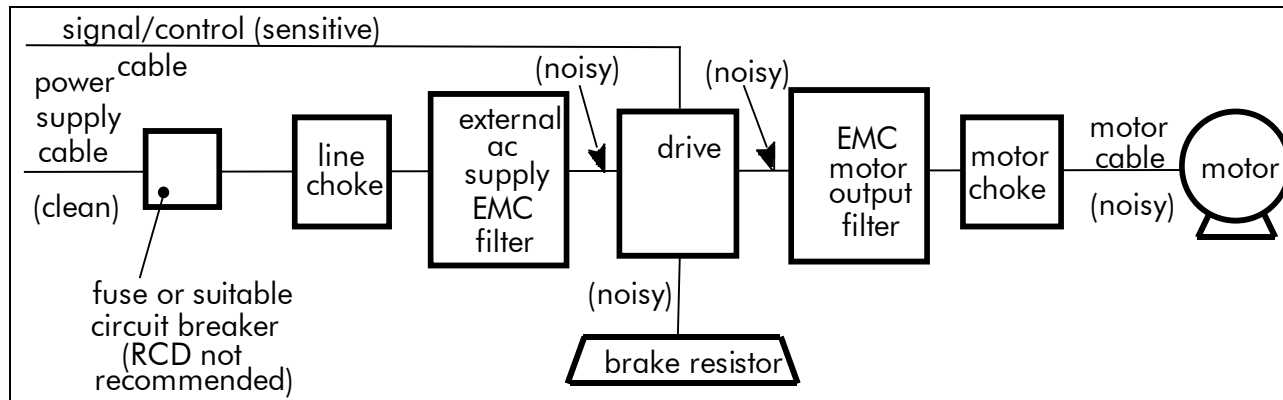 signal/control (sensitive)
cable
power
supply
cable
(clean)
fuse or suitable
circuit breaker
(RCD not
recommended)
line
choke
external
ac
supply
EMC
filter
(noisy)
drive
(noisy)
brake resistor
(noisy)
EMC
motor
output
filter
motor
choke
motor
cable
(noisy)
motor